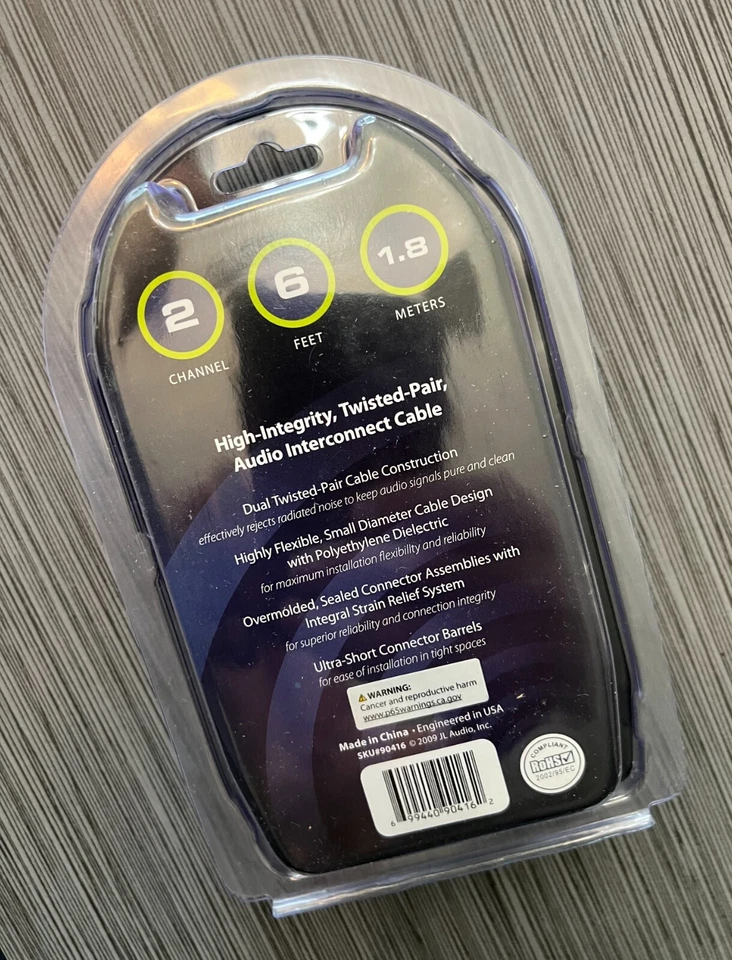 2
CHANNEL
6
FEET
1.8
METERS
High-Integrity, Twisted-Pair,
Audio Interconnect Cable
Dual Twisted-Pair Cable Construction
effectively rejects radiated noise to keep audio signals pure and clean
Highly Flexible, Small Diameter Cable Design
with Polyethylene Dielectric
for maximum installation flexibility and reliability
Overmolded, Sealed Connector Assemblies with
Integral Strain Relief System
for superior reliability and connection integrity
Ultra-Short Connector Barrels
for ease of installation in tight spaces
⚠WARNING:
Cancer and reproductive harm
www.p65warnings.ca.gov
Made in China • Engineered in USA
SKU#90416 © 2009 JL Audio, Inc.
6 99440 90416 2
COMPLIANT
RoHS
2002/95/EC